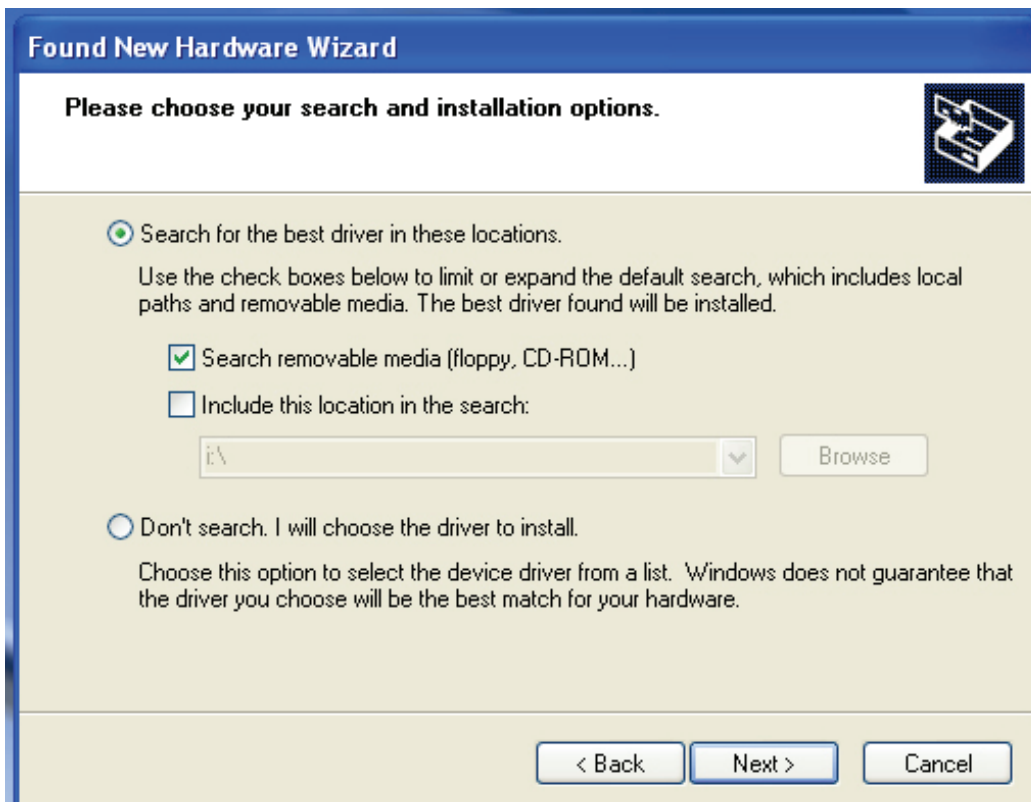 Found New Hardware Wizard
Please choose your search and installation options.
Search for the best driver in these locations.
Use the check boxes below to limit or expand the default search, which includes local
paths and removable media. The best driver found will be installed.
Search removable media (floppy, CD-ROM...)
Include this location in the search:
i:\
Browse
Don't search. I will choose the driver to install.
Choose this option to select the device driver from a list. Windows does not guarantee that
the driver you choose will be the best match for your hardware.
< Back
Next >
Cancel